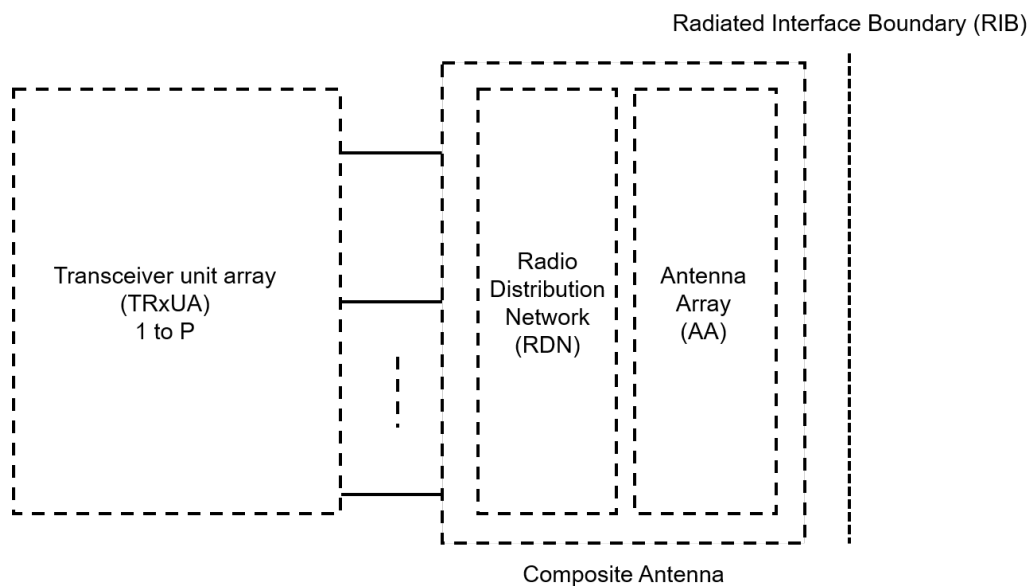 Radiated Interface Boundary (RIB)
Transceiver unit array
(TRxUA)
1 to P
Radio
Distribution
Network
(RDN)
Antenna
Array
(AA)
Composite Antenna